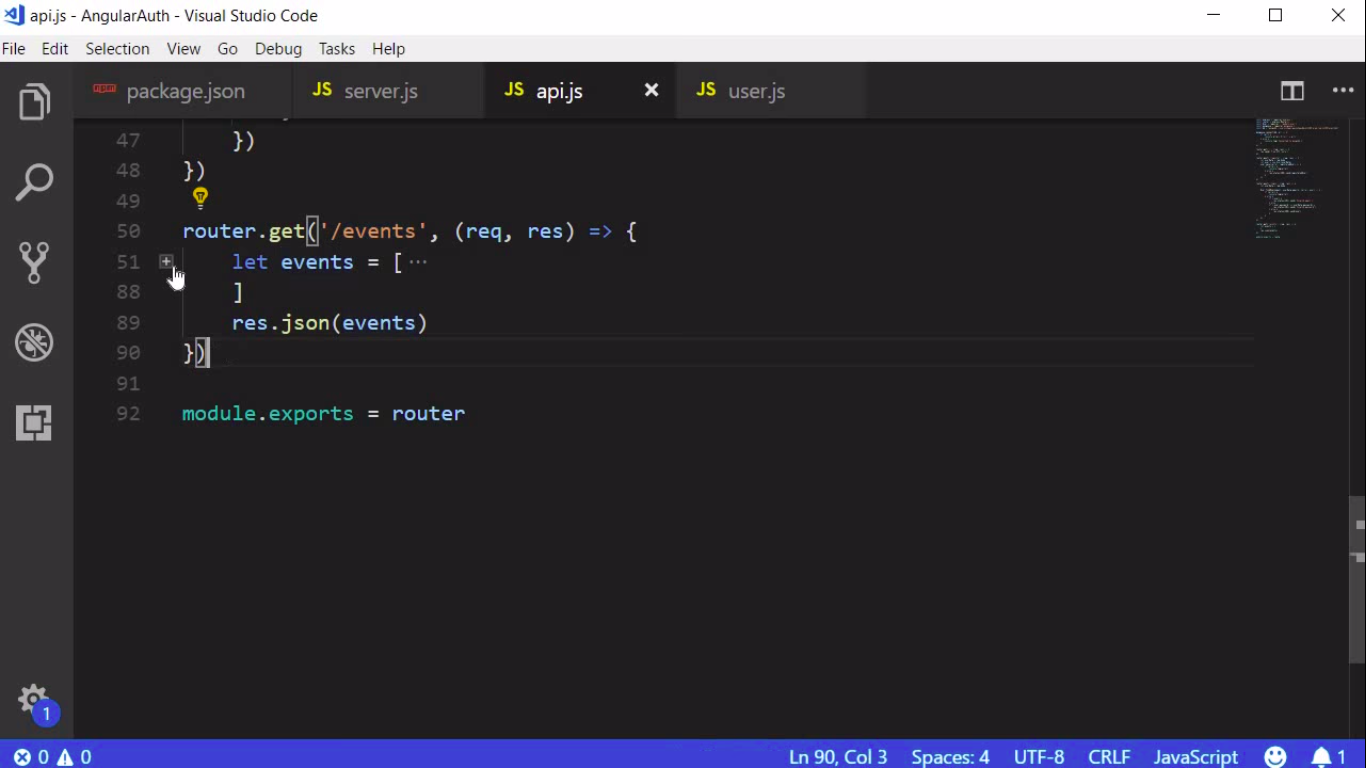 api.js - AngularAuth - Visual Studio Code
File Edit Selection View Go Debug Tasks Help
npm package.json JS server.js JS api.js JS user.js
47 })
48 })
49
50 router.get('/events', (req, res) => {
51 let events = [ ...
88 ]
89 res.json(events)
90 })
91
92 module.exports = router
1
0 0 Ln 90, Col 3 Spaces: 4 UTF-8 CRLF JavaScript 1